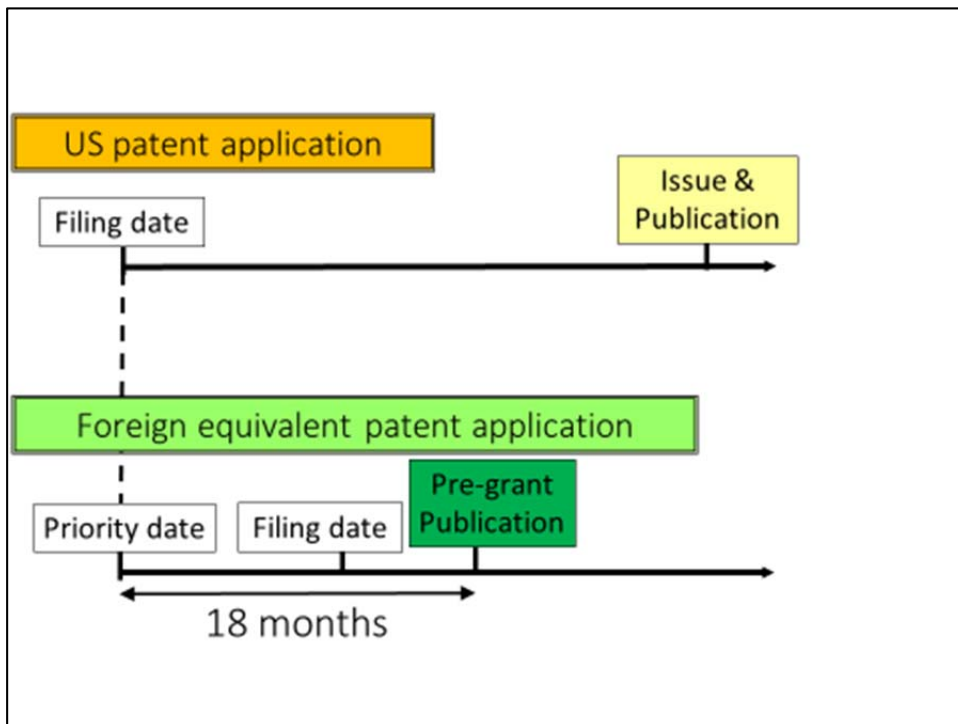 US patent application
Issue &
Publication
Filing date
Foreign equivalent patent application
Pre-grant
Publication
Priority date
Filing date
18 months